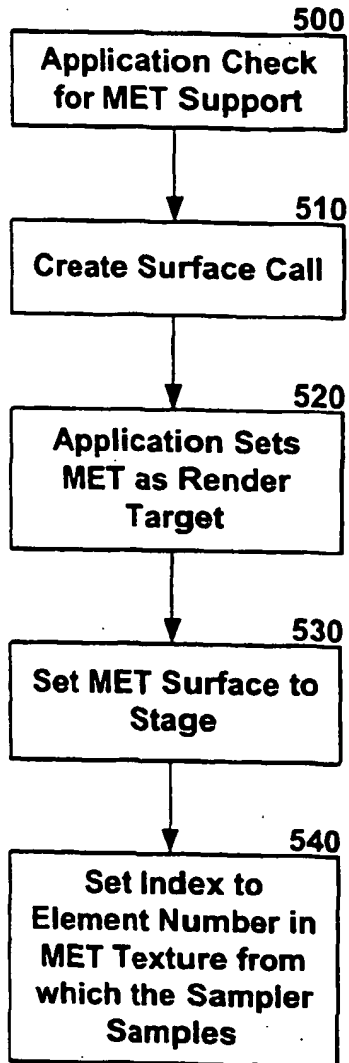 500
Application Check
for MET Support
510
Create Surface Call
520
Application Sets
MET as Render
Target
530
Set MET Surface to
Stage
540
Set Index to
Element Number in
MET Texture from
which the Sampler
Samples